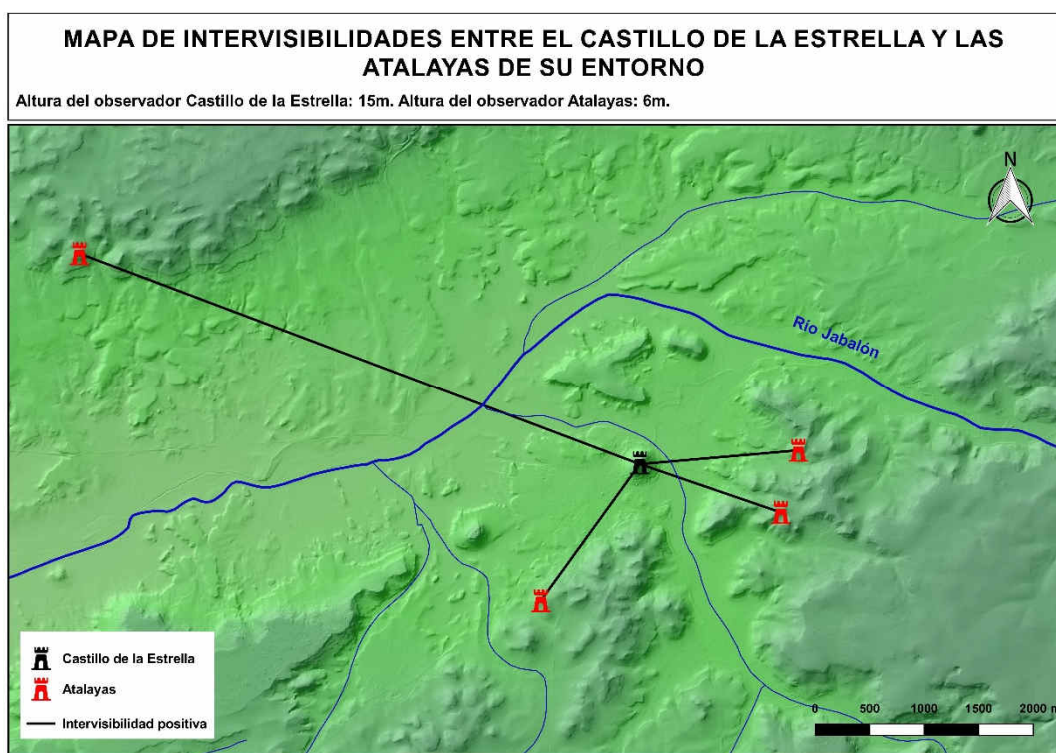 MAPA DE INTERVISIBILIDADES ENTRE EL CASTILLO DE LA ESTRELLA Y LAS
ATALAYAS DE SU ENTORNO
Altura del observador Castillo de la Estrella: 15m. Altura del observador Atalayas: 6m.
N
Río Jabalón
Castillo de la Estrella
Atalayas
Intervisibilidad positiva
0 500 1000 1500 2000 m